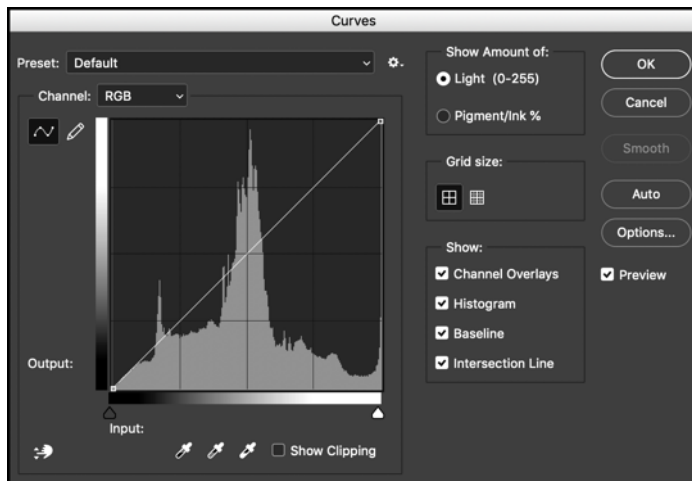 Curves
Preset: Default
Channel: RGB
Output:
Input:
Show Clipping
Show Amount of:
Light (0-255)
Pigment/Ink %
Grid size:
Show:
Channel Overlays
Histogram
Baseline
Intersection Line
OK
Cancel
Smooth
Auto
Options...
Preview